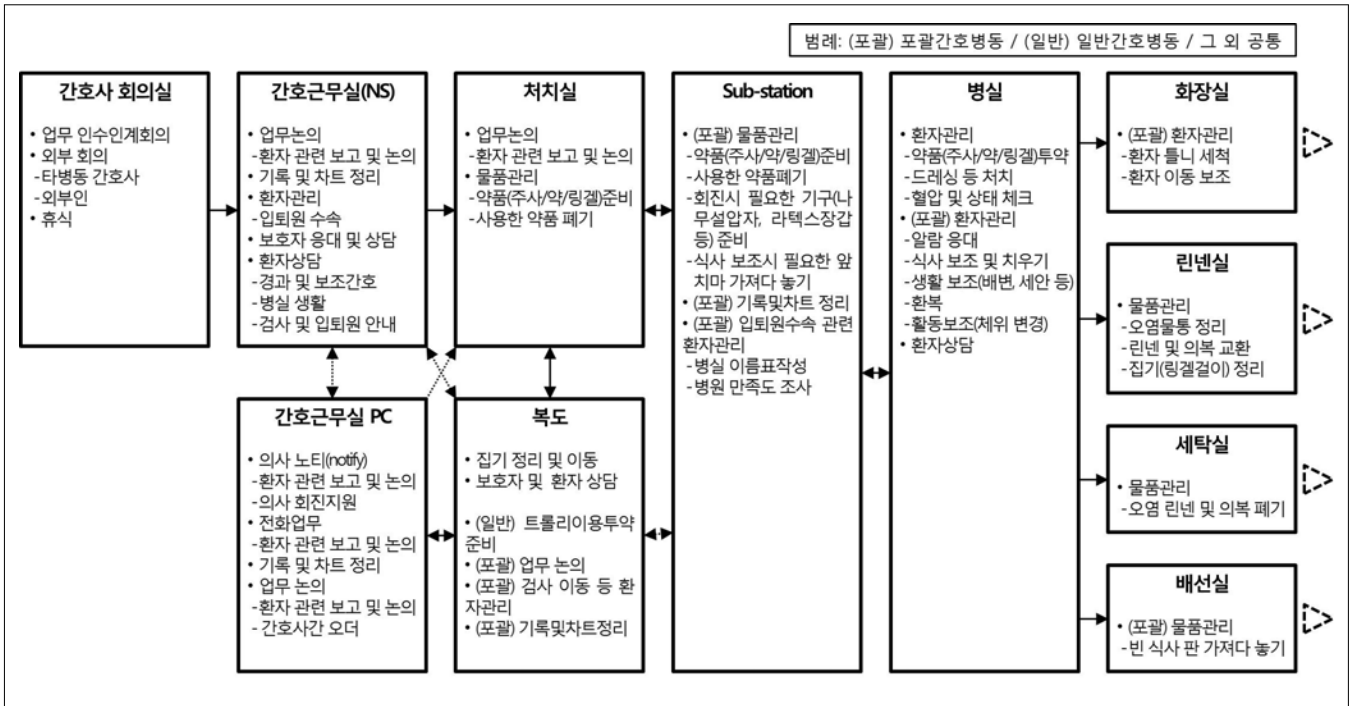 범례: (포괄) 포괄간호병동 / (일반) 일반간호병동 / 그 외 공통
간호사 회의실
• 업무 인수인계회의
• 외부 회의
-타병동 간호사
-외부인
• 휴식
간호근무실(NS)
• 업무논의
-환자 관련 보고 및 논의
• 기록 및 차트 정리
• 환자관리
-입퇴원 수속
• 보호자 응대 및 상담
• 환자상담
-경과 및 보조간호
-병실 생활
-검사 및 입퇴원 안내
처치실
• 업무논의
-환자 관련 보고 및 논의
• 물품관리
-약품(주사/약/링겔)준비
-사용한 약품 폐기
Sub-station
• (포괄) 물품관리
-약품(주사/약/링겔)준비
-사용한 약품폐기
-회진시 필요한 기구(나
무설압자, 라텍스장갑
등) 준비
-식사 보조시 필요한 앞
치마 가져다 놓기
• (포괄) 기록및차트 정리
• (포괄) 입퇴원수속 관련
환자관리
-병실 이름표작성
-병원 만족도 조사
병실
• 환자관리
-약품(주사/약/링겔)투약
-드레싱 등 처치
-혈압 및 상태 체크
• (포괄) 환자관리
-알람 응대
-식사 보조 및 치우기
-생활 보조(배변, 세안 등)
-환복
-활동보조(체위 변경)
• 환자상담
화장실
• (포괄) 환자관리
-환자 틀니 세척
-환자 이동 보조
린넨실
• 물품관리
-오염물통 정리
-린넨 및 의복 교환
-집기(링겔걸이) 정리
간호근무실 PC
• 의사 노티(notify)
-환자 관련 보고 및 논의
-의사 회진지원
• 전화업무
-환자 관련 보고 및 논의
• 기록 및 차트 정리
• 업무 논의
-환자 관련 보고 및 논의
- 간호사간 오더
복도
• 집기 정리 및 이동
• 보호자 및 환자 상담
• (일반) 트롤리이용투약
준비
• (포괄) 업무 논의
• (포괄) 검사 이동 등 환
자관리
• (포괄) 기록및차트정리
세탁실
• 물품관리
-오염 린넨 및 의복 폐기
배선실
• (포괄) 물품관리
-빈 식사 판 가져다 놓기